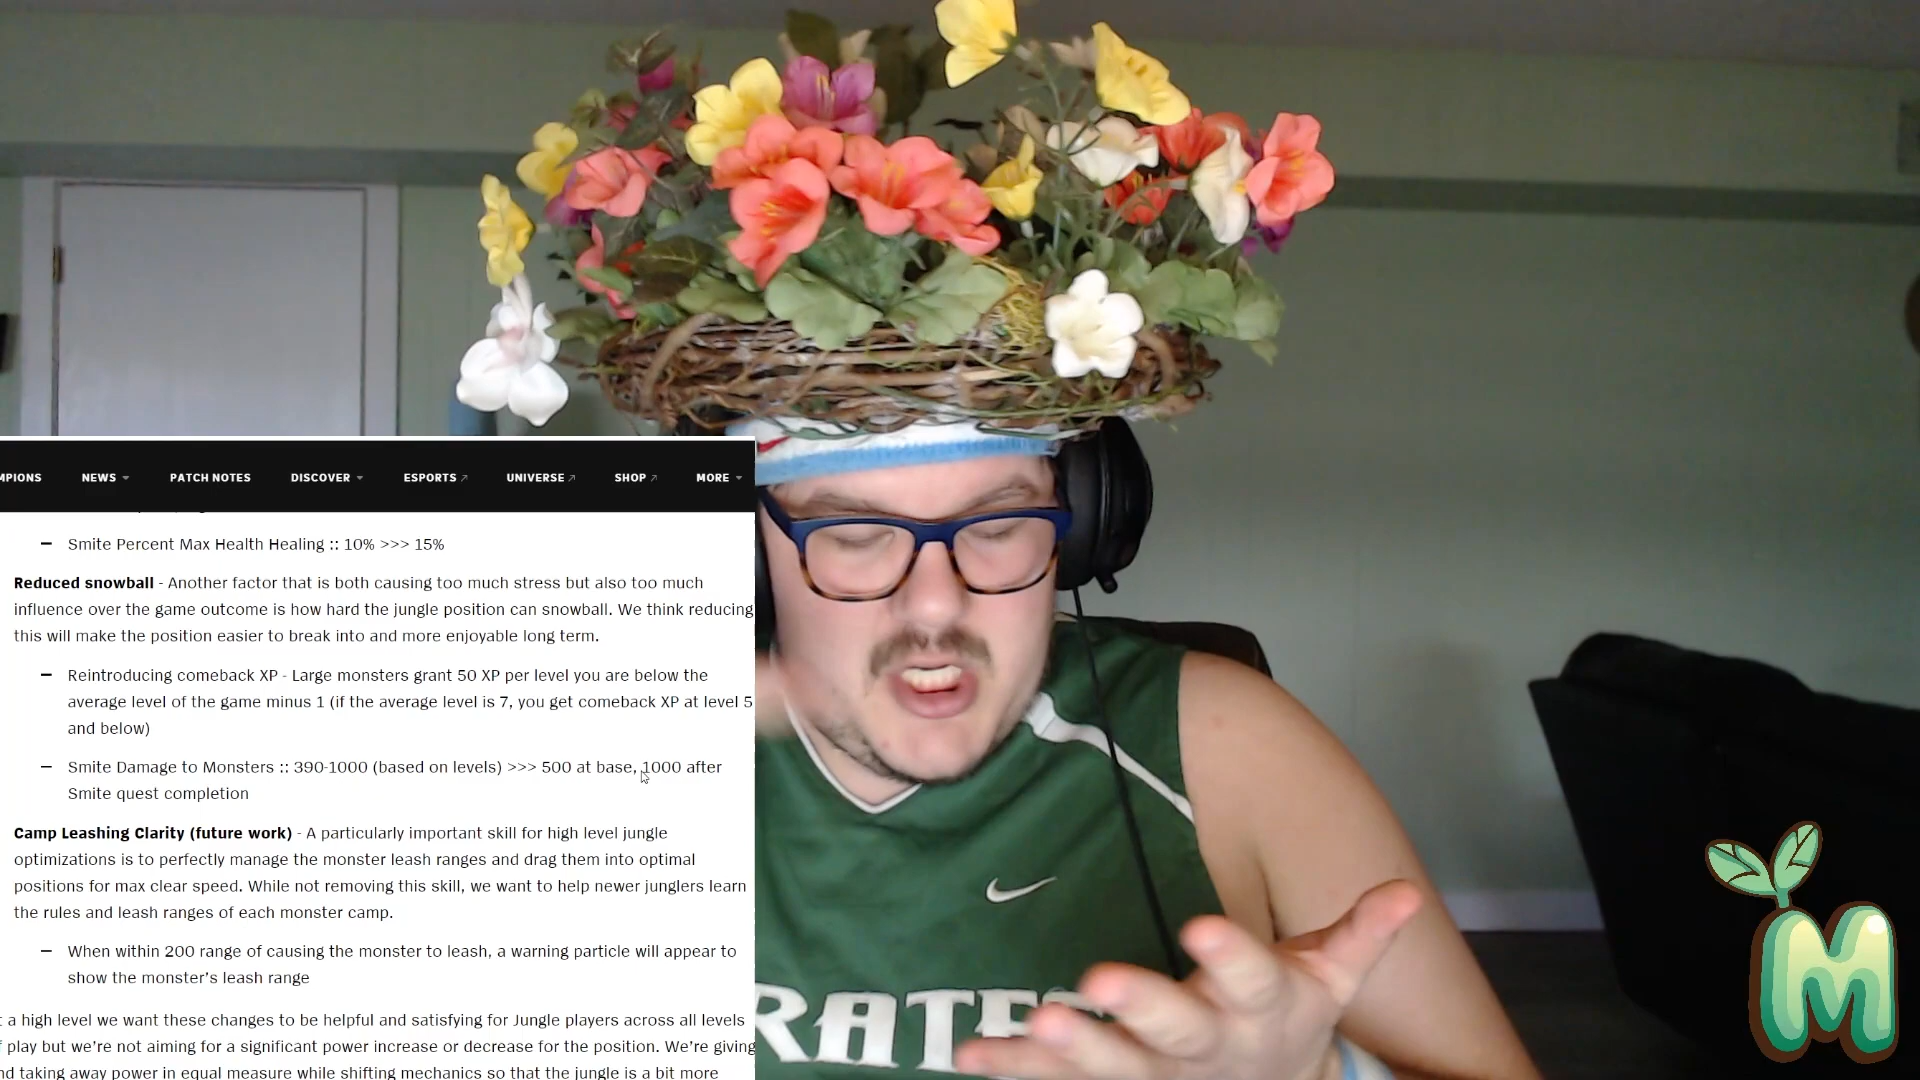 MPIONS NEWS PATCH NOTES DISCOVER ESPORTS UNIVERSE SHOP MORE
– Smite Percent Max Health Healing :: 10% >>> 15%
Reduced snowball - Another factor that is both causing too much stress but also too much
influence over the game outcome is how hard the jungle position can snowball. We think reducing
this will make the position easier to break into and more enjoyable long term.
– Reintroducing comeback XP - Large monsters grant 50 XP per level you are below the
average level of the game minus 1 (if the average level is 7, you get comeback XP at level 5
and below)
– Smite Damage to Monsters :: 390-1000 (based on levels) >>> 500 at base, 1000 after
Smite quest completion
Camp Leashing Clarity (future work) - A particularly important skill for high level jungle
optimizations is to perfectly manage the monster leash ranges and drag them into optimal
positions for max clear speed. While not removing this skill, we want to help newer junglers learn
the rules and leash ranges of each monster camp.
– When within 200 range of causing the monster to leash, a warning particle will appear to
show the monster's leash range
t a high level we want these changes to be helpful and satisfying for Jungle players across all levels
f play but we're not aiming for a significant power increase or decrease for the position. We're giving
nd taking away power in equal measure while shifting mechanics so that the jungle is a bit more
RATES
M